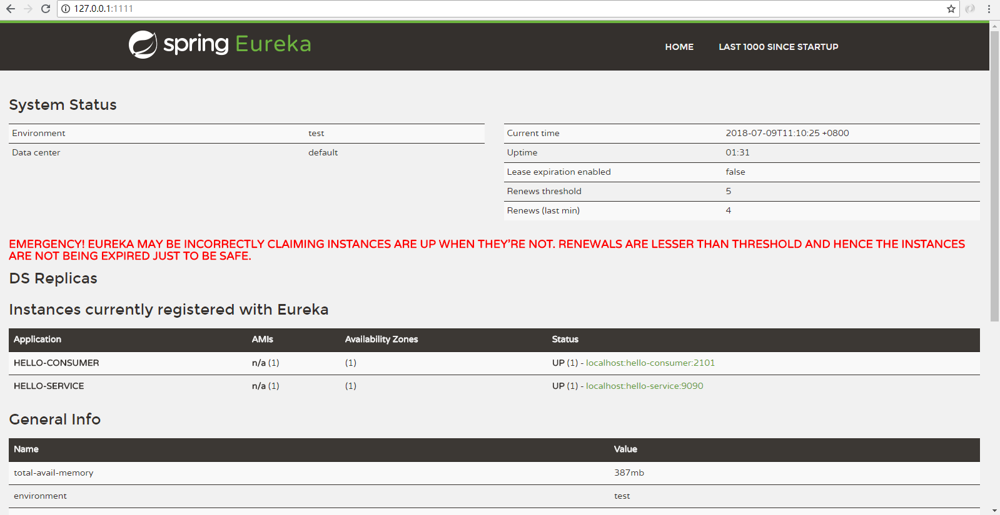 127.0.0.1:1111
spring Eureka
HOME LAST 1000 SINCE STARTUP
System Status
Environment test
Data center default
Current time 2018-07-09T11:10:25 +0800
Uptime 01:31
Lease expiration enabled false
Renews threshold 5
Renews (last min) 4
EMERGENCY! EUREKA MAY BE INCORRECTLY CLAIMING INSTANCES ARE UP WHEN THEY'RE NOT. RENEWALS ARE LESSER THAN THRESHOLD AND HENCE THE INSTANCES
ARE NOT BEING EXPIRED JUST TO BE SAFE.
DS Replicas
Instances currently registered with Eureka
Application AMIs Availability Zones Status
HELLO-CONSUMER n/a (1) (1) UP (1) - localhost:hello-consumer:2101
HELLO-SERVICE n/a (1) (1) UP (1) - localhost:hello-service:9090
General Info
Name Value
total-avail-memory 387mb
environment test